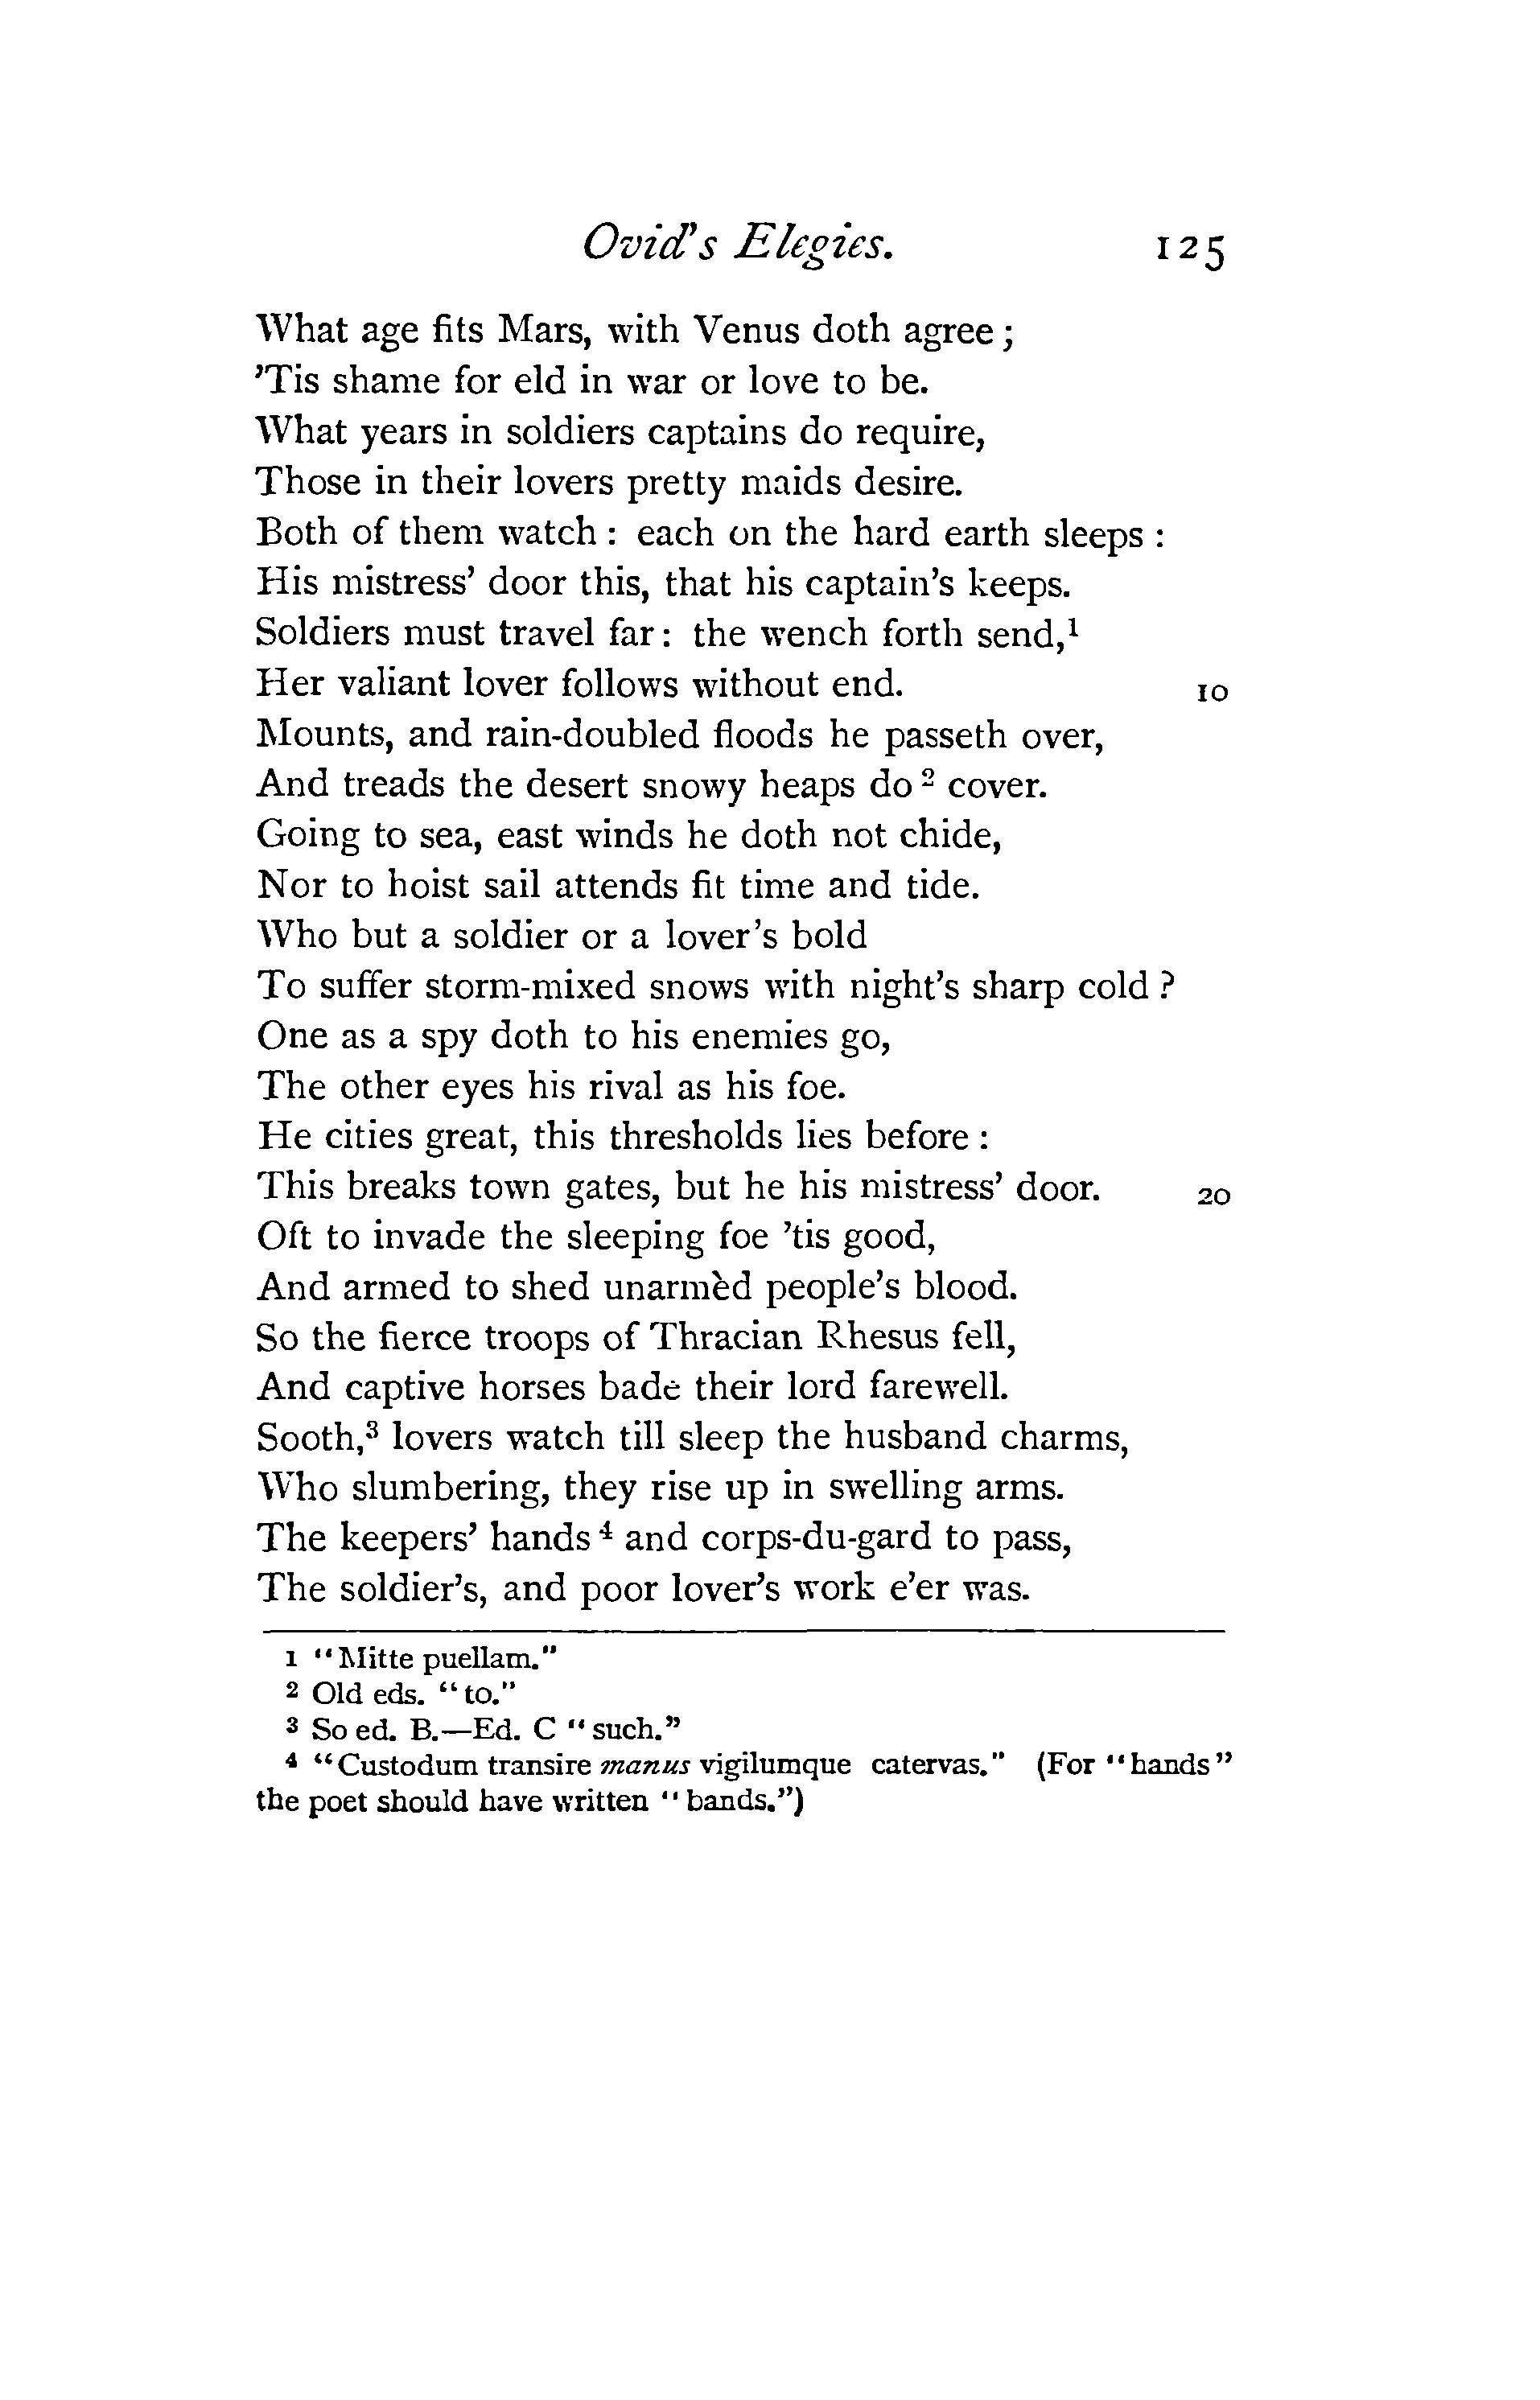 Ovid's Elegies. 125
What age fits Mars, with Venus doth agree ;
'Tis shame for eld in war or love to be.
What years in soldiers captains do require,
Those in their lovers pretty maids desire.
Both of them watch : each on the hard earth sleeps :
His mistress' door this, that his captain's keeps.
Soldiers must travel far : the wench forth send,¹
Her valiant lover follows without end. 10
Mounts, and rain-doubled floods he passeth over,
And treads the desert snowy heaps do ² cover.
Going to sea, east winds he doth not chide,
Nor to hoist sail attends fit time and tide.
Who but a soldier or a lover's bold
To suffer storm-mixed snows with night's sharp cold ?
One as a spy doth to his enemies go,
The other eyes his rival as his foe.
He cities great, this thresholds lies before :
This breaks town gates, but he his mistress' door. 20
Oft to invade the sleeping foe 'tis good,
And armed to shed unarmèd people's blood.
So the fierce troops of Thracian Rhesus fell,
And captive horses bade their lord farewell.
Sooth,³ lovers watch till sleep the husband charms,
Who slumbering, they rise up in swelling arms.
The keepers' hands ⁴ and corps-du-gard to pass,
The soldier's, and poor lover's work e'er was.
1 "Mitte puellam."
2 Old eds. "to."
3 So ed. B.—Ed. C "such."
4 "Custodum transire manus vigilumque catervas." (For "hands"
the poet should have written "bands.")